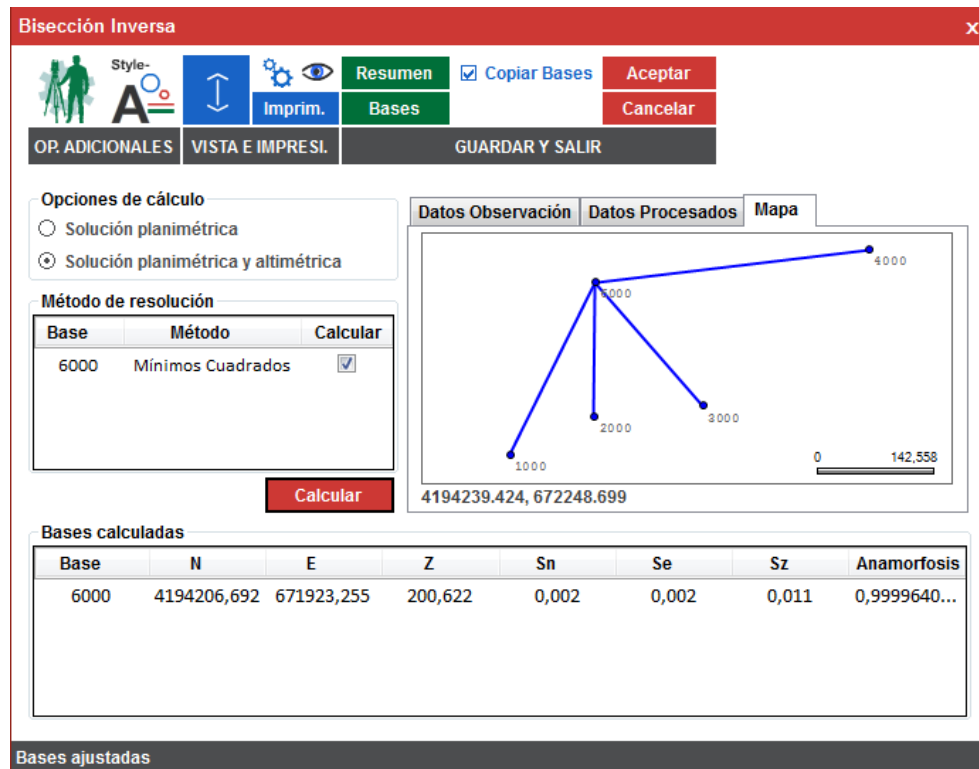 Bisección Inversa x
Style-
A
Resumen Copiar Bases Aceptar
Imprim. Bases Cancelar
OP. ADICIONALES VISTA E IMPRESI. GUARDAR Y SALIR
Opciones de cálculo
Solución planimétrica
Solución planimétrica y altimétrica
Método de resolución
Base Método Calcular
6000 Mínimos Cuadrados
Calcular
Datos Observación Datos Procesados Mapa
4000
6000
3000
2000
1000
0 142,558
4194239.424, 672248.699
Bases calculadas
Base N E Z Sn Se Sz Anamorfosis
6000 4194206,692 671923,255 200,622 0,002 0,002 0,011 0,9999640...
Bases ajustadas